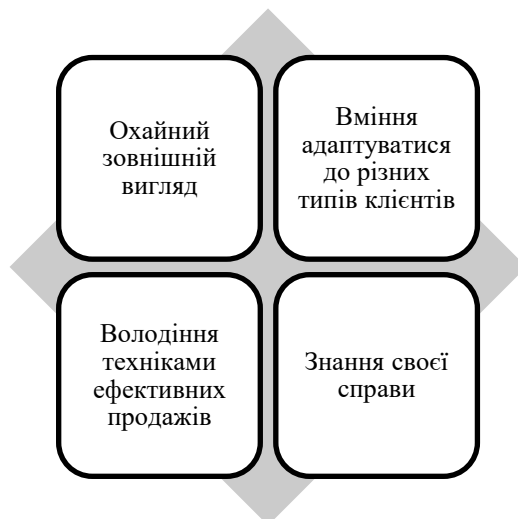 Охайний
зовнішній
вигляд
Вміння
адаптуватися
до різних
типів клієнтів
Володіння
техніками
ефективних
продажів
Знання своєї
справи